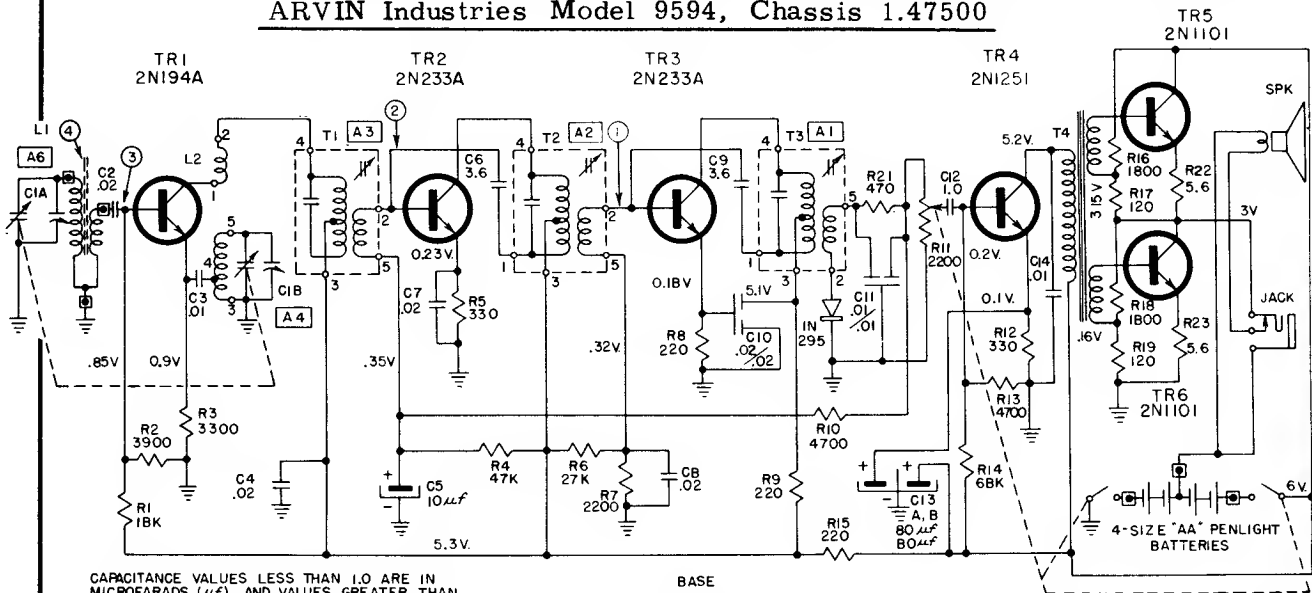 ARVIN Industries Model 9594, Chassis 1.47500
TR1
2N194A
TR2
2N233A
TR3
2N233A
TR4
2N1251
TR5
2N1101
SPK
L1
4
A6
C1A
C2
.02
3
2
L2
1
5
4
3
C3
.01
C1B
A4
.85V
0.9V
R2
3900
R3
3300
R1
18K
C4
.02
4
T1
A3
2
5
3
2
0.23V
C7
.02
R5
330
.35V
C5
10µf
+
-
R4
47K
5.3V.
C6
3.6
4
T2
A2
1
2
5
1
3
.32V
R6
27K
R7
2200
C8
.02
0.18V
R8
220
5.1V
C10
.02
.02
C9
3.6
4
T3
A1
2
5
1
3
1N
295
R21
470
C11
.01
.01
R11
2200
R10
4700
R9
220
R15
220
C12
1.0
5.2V.
0.2V.
0.1V.
C14
.01
R12
330
R13
4700
R14
68K
+
+
-
C13
A, B
80 µf
80µf
T4
R16
1800
R17
120
.315V
R22
5.6
3V
R18
1800
.16V
R19
120
R23
5.6
TR6
2N1101
JACK
6V.
4-SIZE "AA" PENLIGHT
BATTERIES
CAPACITANCE VALUES LESS THAN 1.0 ARE IN
MICROFARADS (µf), AND VALUES GREATER THAN
BASE